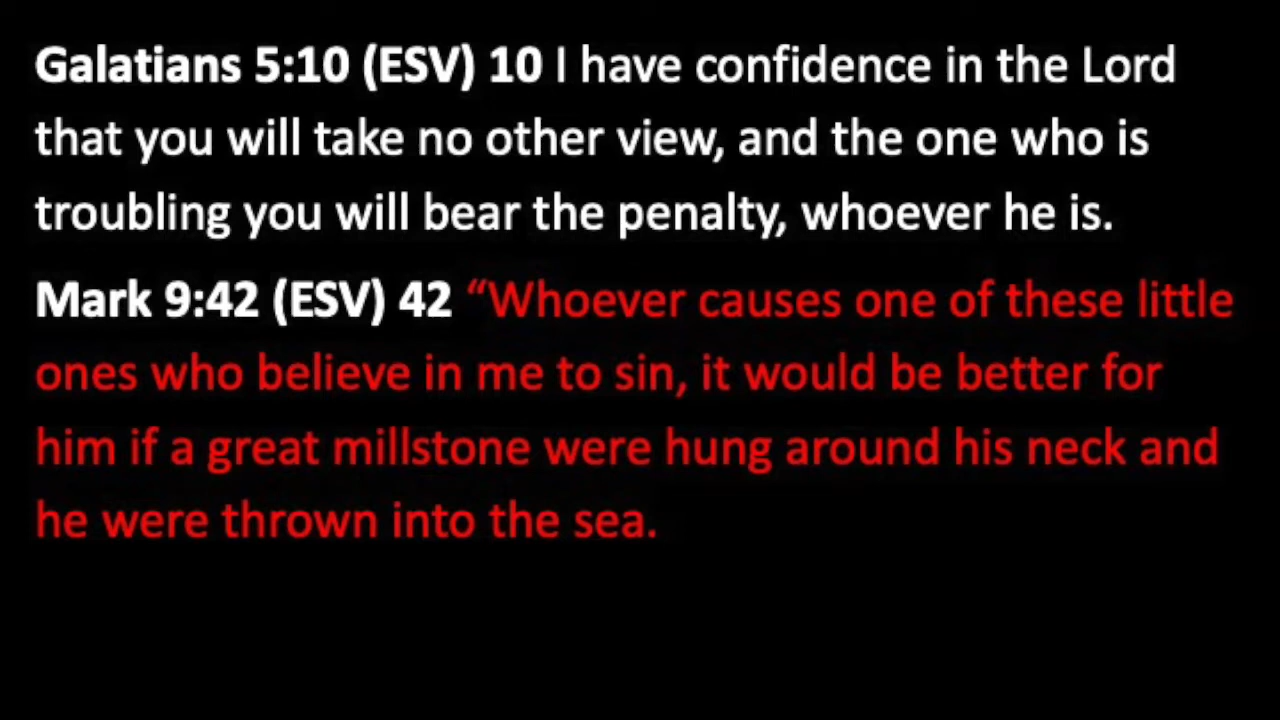 Galatians 5:10 (ESV) 10 I have confidence in the Lord
that you will take no other view, and the one who is
troubling you will bear the penalty, whoever he is.
Mark 9:42 (ESV) 42 “Whoever causes one of these little
ones who believe in me to sin, it would be better for
him if a great millstone were hung around his neck and
he were thrown into the sea.